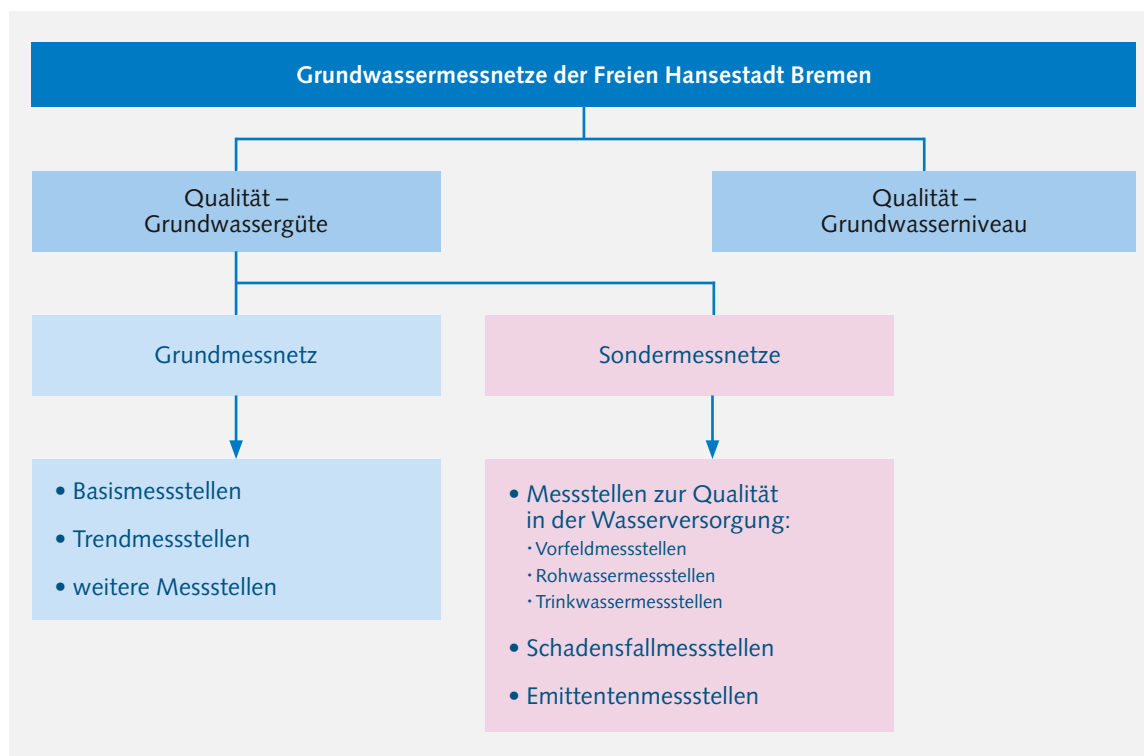 Grundwassermessnetze der Freien Hansestadt Bremen
Qualität –
Grundwassergüte
Qualität –
Grundwasserniveau
Grundmessnetz
Sondermessnetze
• Basismessstellen
• Trendmessstellen
• weitere Messstellen
• Messstellen zur Qualität
in der Wasserversorgung:
· Vorfeldmessstellen
· Rohwassermessstellen
· Trinkwassermessstellen
• Schadensfallmessstellen
• Emittentenmessstellen